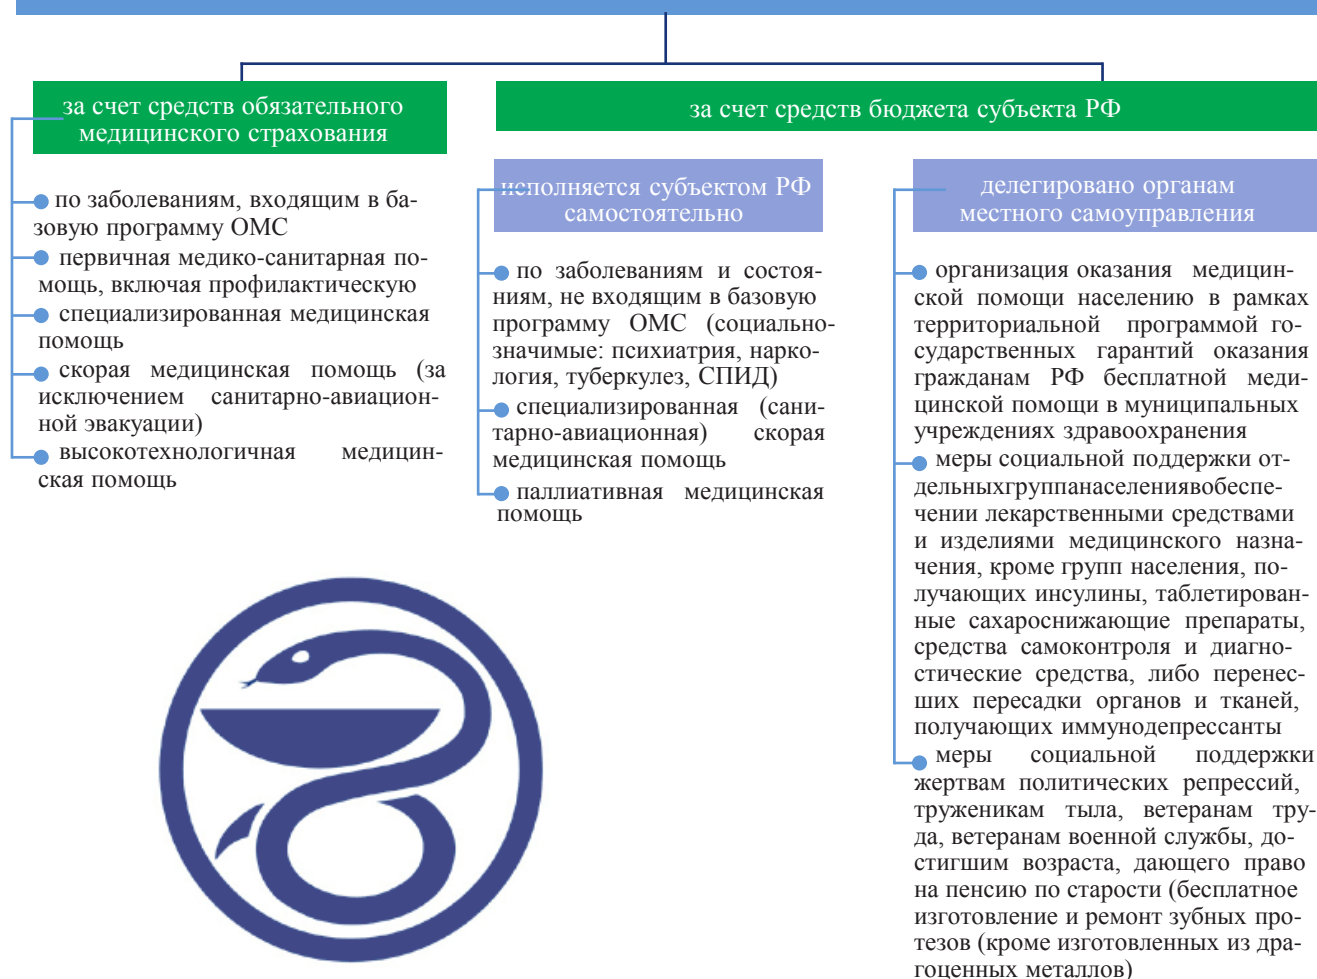 за счет средств обязательного
медицинского страхования
по заболеваниям, входящим в ба-
зовую программу ОМС
первичная медико-санитарная по-
мощь, включая профилактическую
специализированная медицинская
помощь
скорая медицинская помощь (за
исключением санитарно-авиацион-
ной эвакуации)
высокотехнологичная медицин-
ская помощь
за счет средств бюджета субъекта РФ
исполняется субъектом РФ
самостоятельно
по заболеваниям и состоя-
ниям, не входящим в базовую
программу ОМС (социально-
значимые: психиатрия, нарко-
логия, туберкулез, СПИД)
специализированная (сани-
тарно-авиационная) скорая
медицинская помощь
паллиативная медицинская
помощь
делегировано органам
местного самоуправления
организация оказания медицин-
ской помощи населению в рамках
территориальной программой го-
сударственных гарантий оказания
гражданам РФ бесплатной меди-
цинской помощи в муниципальных
учреждениях здравоохранения
меры социальной поддержки от-
дельныхгруппанаселениявобеспе-
чении лекарственными средствами
и изделиями медицинского назна-
чения, кроме групп населения, по-
лучающих инсулины, таблетирован-
ные сахароснижающие препараты,
средства самоконтроля и диагно-
стические средства, либо перенес-
ших пересадки органов и тканей,
получающих иммунодепрессанты
меры социальной поддержки
жертвам политических репрессий,
труженикам тыла, ветеранам тру-
да, ветеранам военной службы, до-
стигшим возраста, дающего право
на пенсию по старости (бесплатное
изготовление и ремонт зубных про-
тезов (кроме изготовленных из дра-
гоценных металлов)